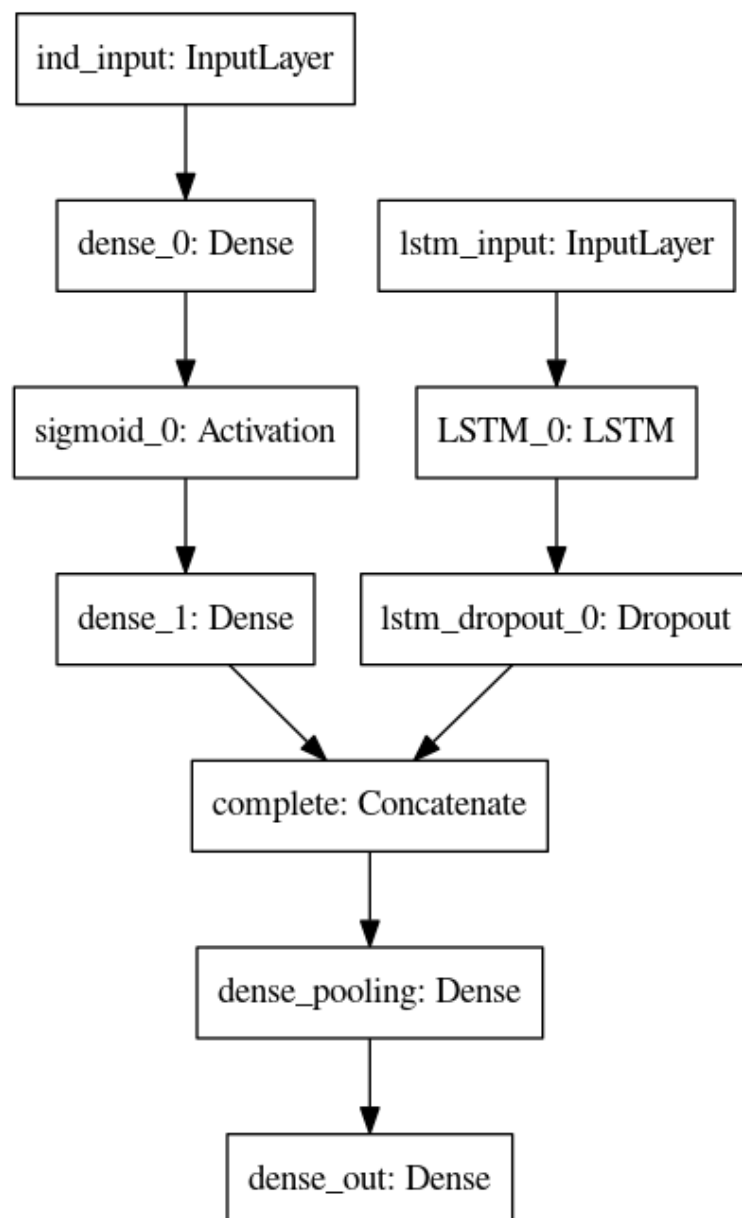 ind_input: InputLayer
dense_0: Dense
lstm_input: InputLayer
sigmoid_0: Activation
LSTM_0: LSTM
dense_1: Dense
lstm_dropout_0: Dropout
complete: Concatenate
dense_pooling: Dense
dense_out: Dense